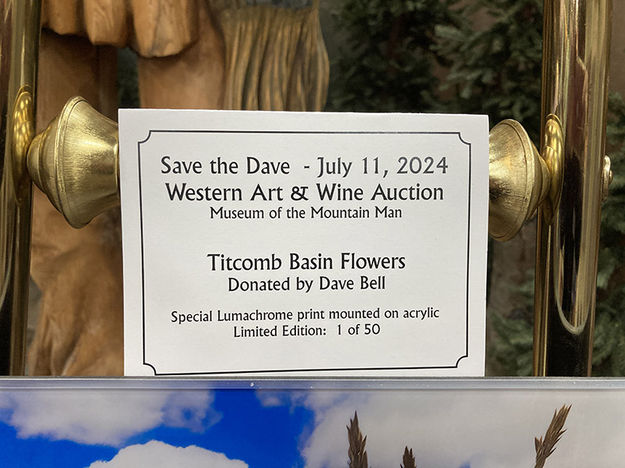 Save the Dave - July 11, 2024
Western Art & Wine Auction
Museum of the Mountain Man
Titcomb Basin Flowers
Donated by Dave Bell
Special Lumachrome print mounted on acrylic
Limited Edition: 1 of 50